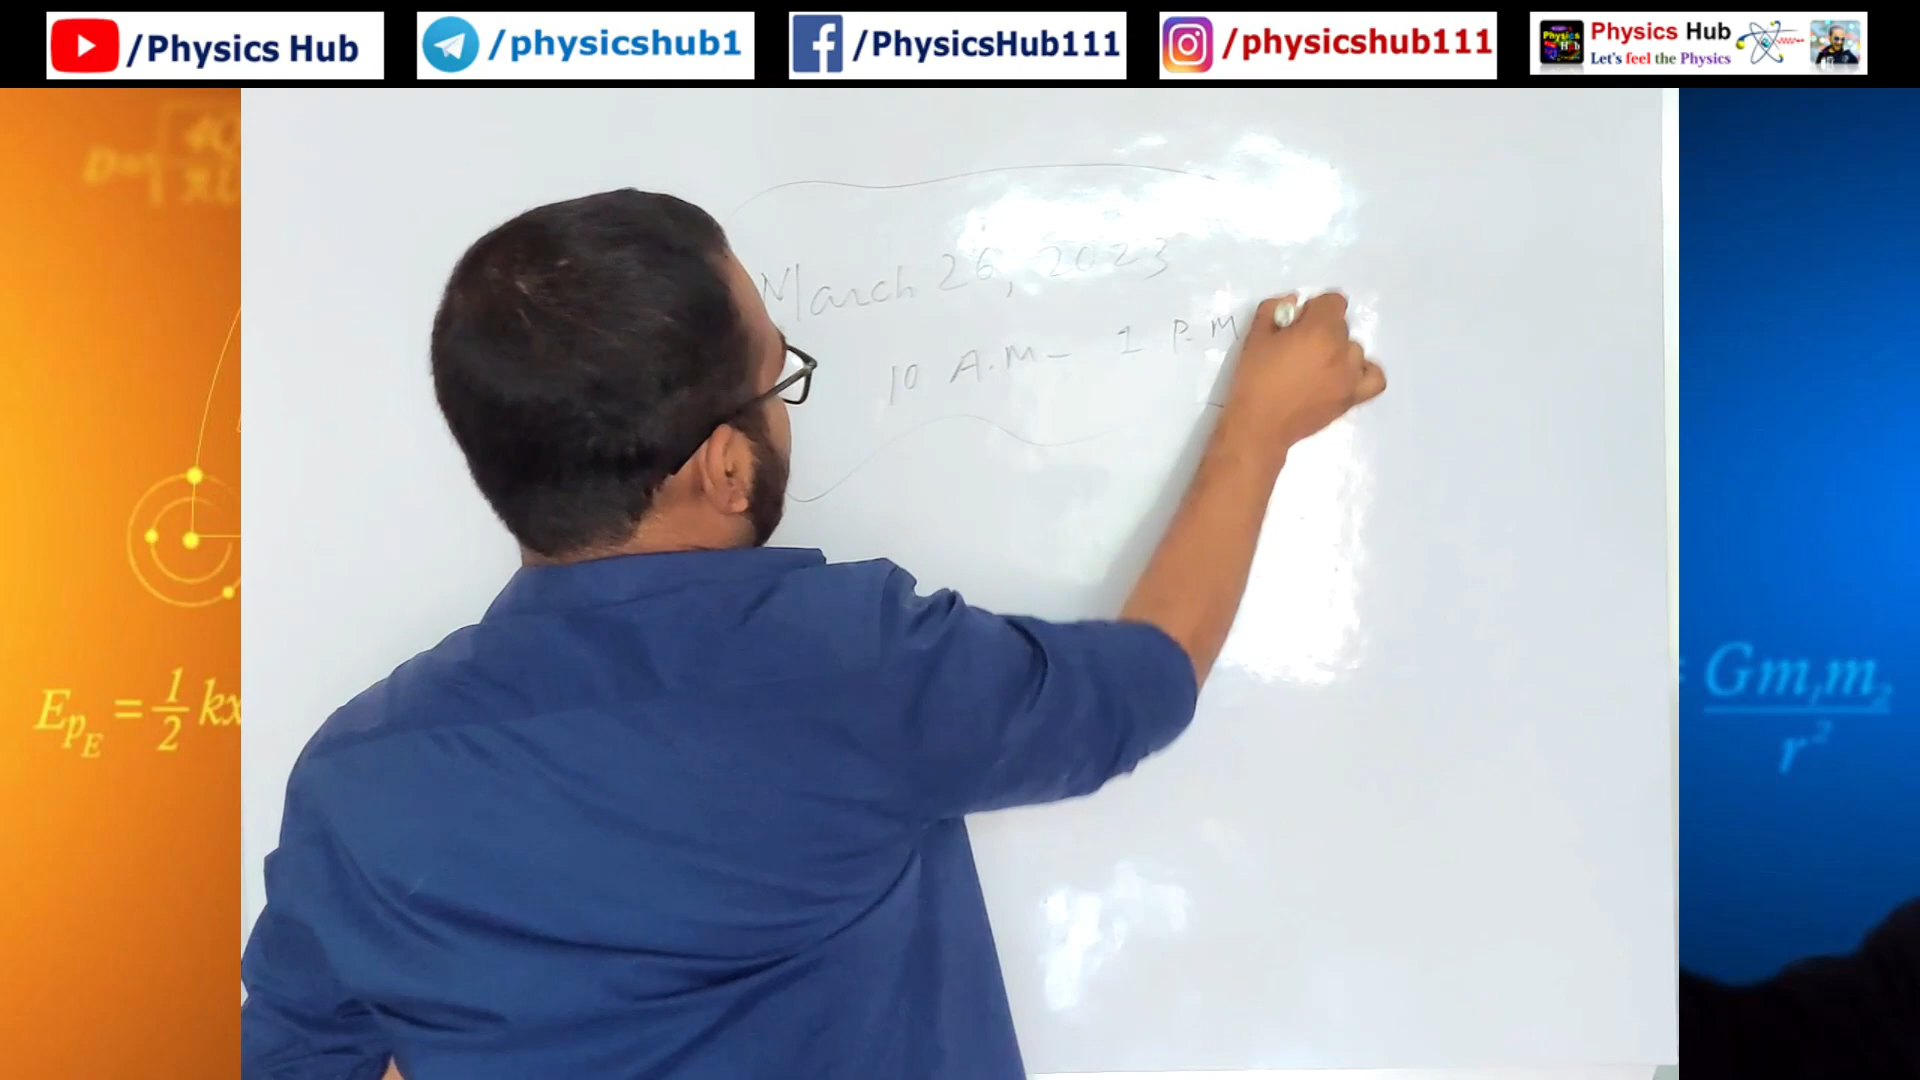 /Physics Hub
/physicshub1
/PhysicsHub111
/physicshub111
Physics Hub
Let's feel the Physics
March 26, 2023
10 A.M - 1 P.M
E_{p_E} = 1/2 kx
Gm₁m₂
r²